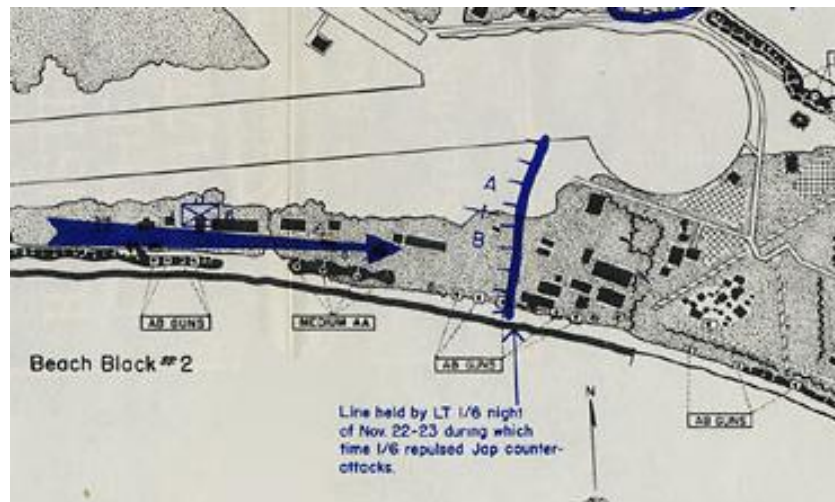 A
B
AB GUNS
MEDIUM AA
AB GUNS
AB GUNS
Beach Block #2
Line held by LT 1/6 night
of Nov. 22-23 during which
time 1/6 repulsed Jap counter-
attacks.
N